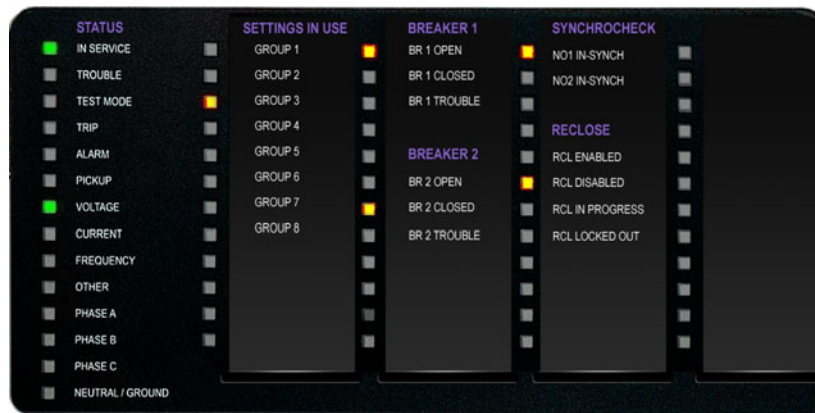 STATUS
IN SERVICE
TROUBLE
TEST MODE
TRIP
ALARM
PICKUP
VOLTAGE
CURRENT
FREQUENCY
OTHER
PHASE A
PHASE B
PHASE C
NEUTRAL / GROUND
SETTINGS IN USE
GROUP 1
GROUP 2
GROUP 3
GROUP 4
GROUP 5
GROUP 6
GROUP 7
GROUP 8
BREAKER 1
BR 1 OPEN
BR 1 CLOSED
BR 1 TROUBLE
BREAKER 2
BR 2 OPEN
BR 2 CLOSED
BR 2 TROUBLE
SYNCHROCHECK
NO1 IN-SYNCH
NO2 IN-SYNCH
RECLOSE
RCL ENABLED
RCL DISABLED
RCL IN PROGRESS
RCL LOCKED OUT